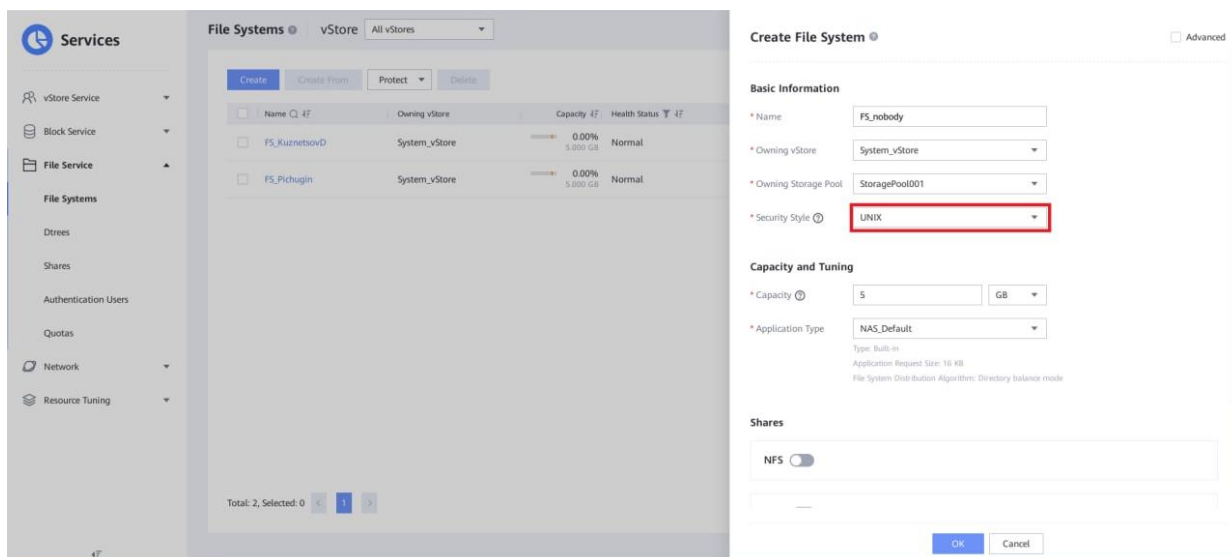 Services
vStore Service
Block Service
File Service
File Systems
Dtrees
Shares
Authentication Users
Quotas
Network
Resource Tuning
File Systems vStore All vStores
Create Create From Protect Delete
Name Owning vStore Capacity Health Status
FS_KuznetsovD System_vStore 0.00% 5.000 GB Normal
FS_Pichugin System_vStore 0.00% 5.000 GB Normal
Total: 2, Selected: 0 < 1 >
Create File System Advanced
Basic Information
* Name FS_nobody
* Owning vStore System_vStore
* Owning Storage Pool StoragePool001
* Security Style UNIX
Capacity and Tuning
* Capacity 5 GB
* Application Type NAS_Default
Type: Built-in
Application Request Size: 16 KB
File System Distribution Algorithm: Directory balance mode
Shares
NFS
OK Cancel